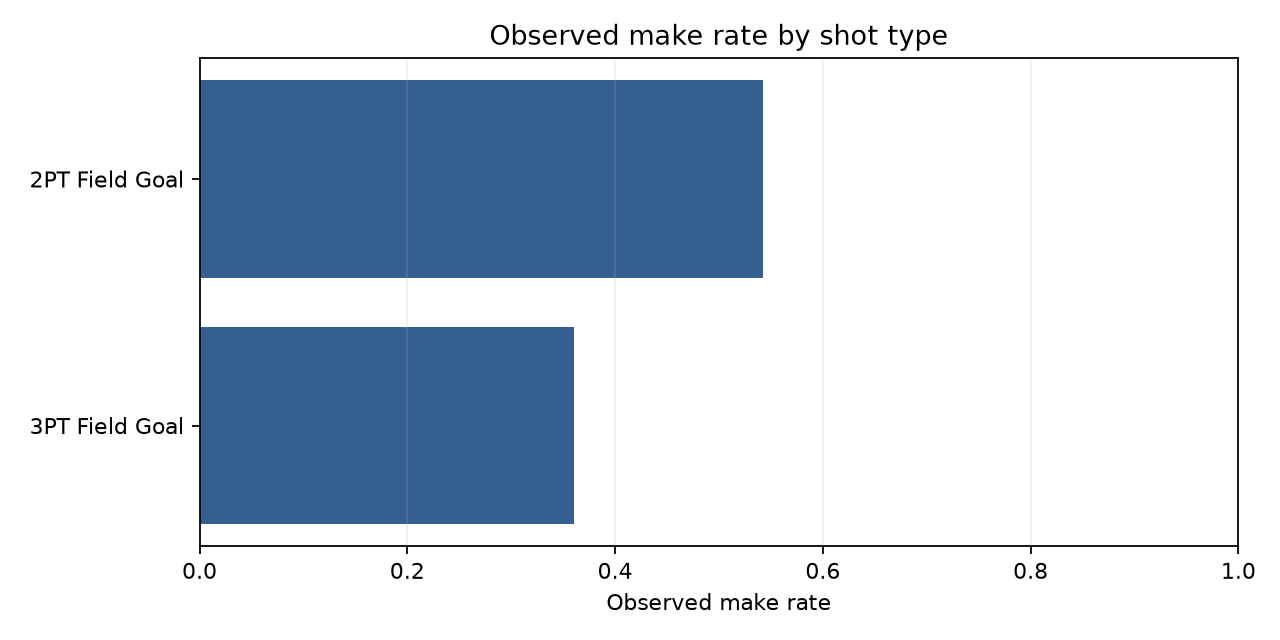 Observed make rate by shot type
2PT Field Goal
3PT Field Goal
0.0 0.2 0.4 0.6 0.8 1.0
Observed make rate